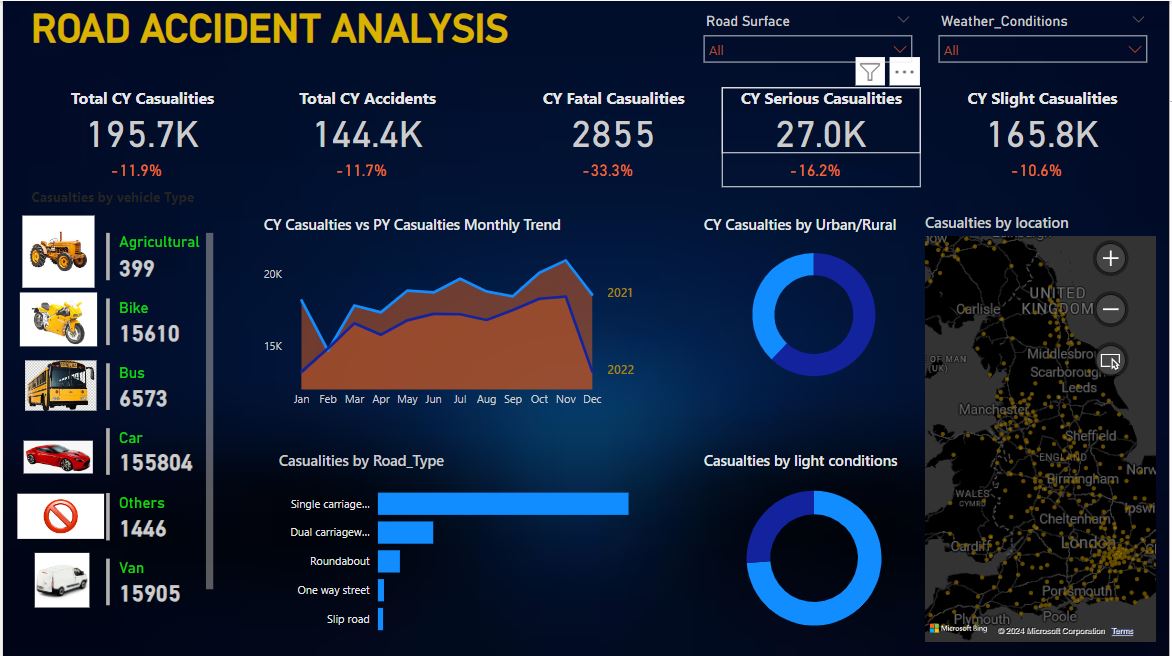 ROAD ACCIDENT ANALYSIS
Road Surface
All
Weather_Conditions
All
Total CY Casualities
195.7K
-11.9%
Total CY Accidents
144.4K
-11.7%
CY Fatal Casualities
2855
-33.3%
CY Serious Casualities
27.0K
-16.2%
CY Slight Casualities
165.8K
-10.6%
Casualties by vehicle Type
Agricultural
399
Bike
15610
Bus
6573
Car
155804
Others
1446
Van
15905
CY Casualties vs PY Casualties Monthly Trend
20K
15K
2021
2022
Jan Feb Mar Apr May Jun Jul Aug Sep Oct Nov Dec
Casualities by Road_Type
Single carriage...
Dual carriagew...
Roundabout
One way street
Slip road
CY Casualties by Urban/Rural
Casualties by light conditions
Casualties by location
UNITED
KINGDOM
Carlisle
OF MAN
(UK)
Middlesbro
Scarboroug
Leeds
Manchester
Sheffield
ENGLAND
Norw
Birmingham
WALES
CYMRU
Ipswi
Cheltenham
London
Cardiff
Portsmouth
Plymouth
Poole
Microsoft Bing
© 2024 Microsoft Corporation Terms